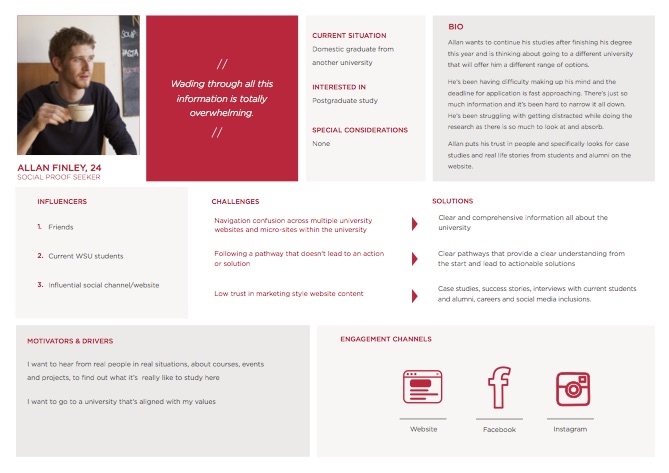 SOUP
PASTA
ALLAN FINLEY, 24
SOCIAL PROOF SEEKER
//
Wading through all this
information is totally
overwhelming.
//
CURRENT SITUATION
Domestic graduate from
another university
INTERESTED IN
Postgraduate study
SPECIAL CONSIDERATIONS
None
BIO
Allan wants to continue his studies after finishing his degree
this year and is thinking about going to a different university
that will offer him a different range of options.
He's been having difficulty making up his mind and the
deadline for application is fast approaching. There's just so
much information and it's been hard to narrow it all down.
He's been struggling with getting distracted while doing the
research as there is so much to look at and absorb.
Allan puts his trust in people and specifically looks for case
studies and real life stories from students and alumni on the
website.
INFLUENCERS
1. Friends
2. Current WSU students
3. Influential social channel/website
CHALLENGES
Navigation confusion across multiple university
websites and micro-sites within the university
Following a pathway that doesn't lead to an action
or solution
Low trust in marketing style website content
SOLUTIONS
Clear and comprehensive information all about the
university
Clear pathways that provide a clear understanding from
the start and lead to actionable solutions
Case studies, success stories, interviews with current students
and alumni, careers and social media inclusions.
MOTIVATORS & DRIVERS
I want to hear from real people in real situations, about courses, events
and projects, to find out what it's really like to study here
I want to go to a university that's aligned with my values
ENGAGEMENT CHANNELS
Website
Facebook
Instagram